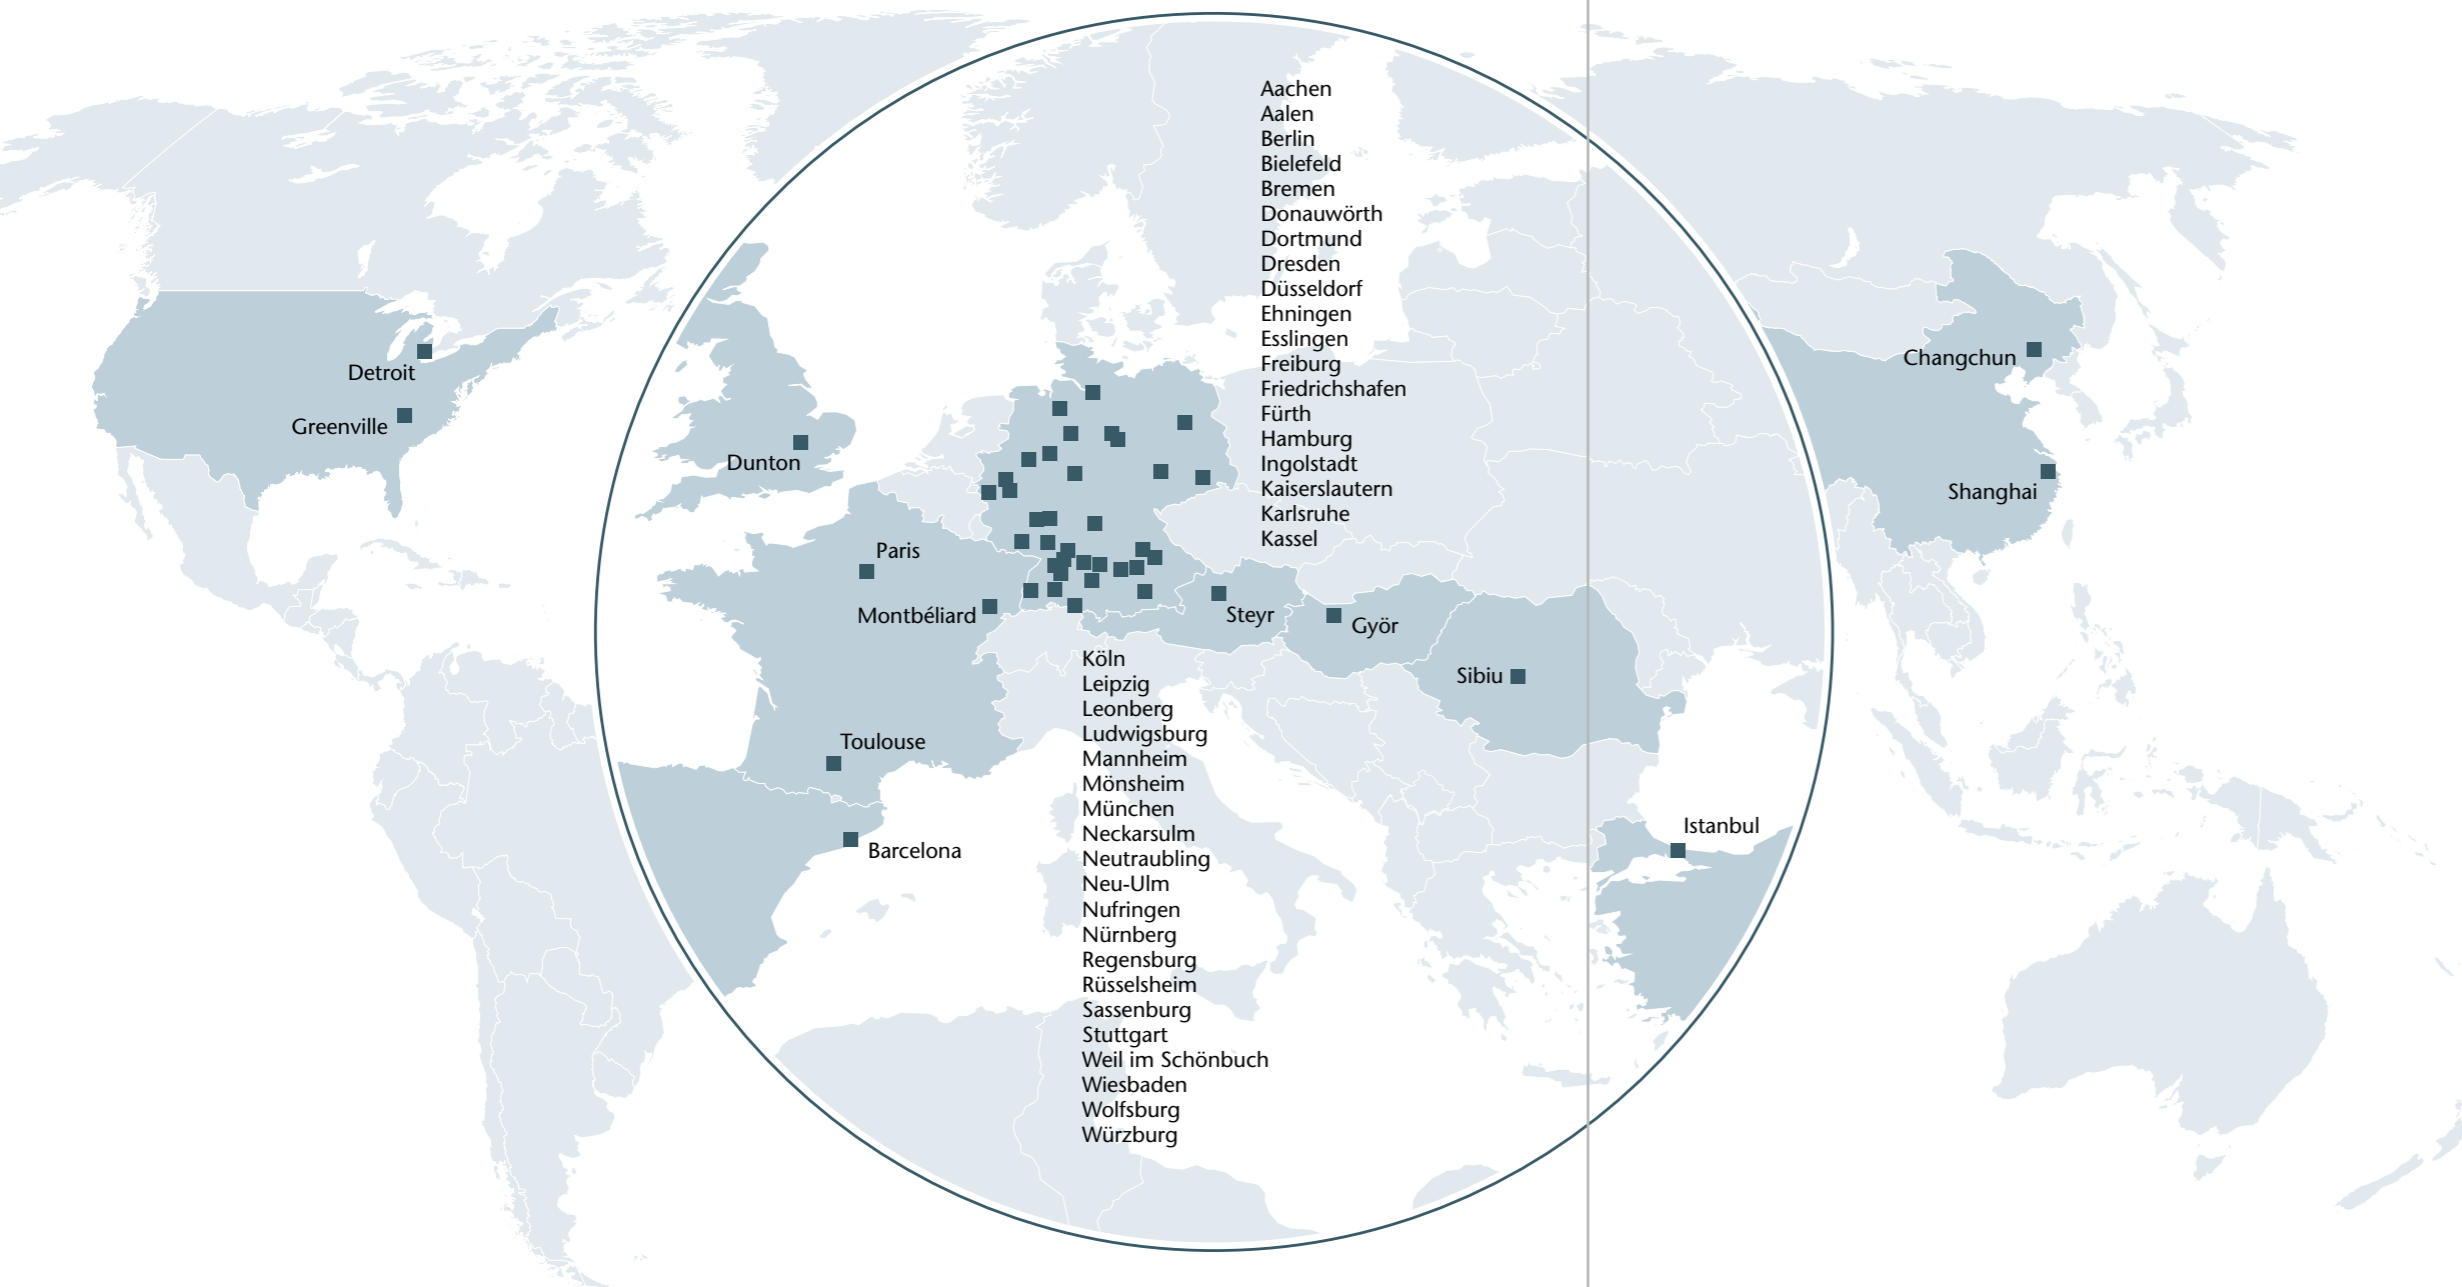 Detroit
Greenville
Dunton
Paris
Montbéliard
Toulouse
Barcelona
Aachen
Aalen
Berlin
Bielefeld
Bremen
Donauwörth
Dortmund
Dresden
Düsseldorf
Ehningen
Esslingen
Freiburg
Friedrichshafen
Fürth
Hamburg
Ingolstadt
Kaiserslautern
Karlsruhe
Kassel
Köln
Leipzig
Leonberg
Ludwigsburg
Mannheim
Mönsheim
München
Neckarsulm
Neutraubling
Neu-Ulm
Nufringen
Nürnberg
Regensburg
Rüsselsheim
Sassenburg
Stuttgart
Weil im Schönbuch
Wiesbaden
Wolfsburg
Würzburg
Steyr
Györ
Sibiu
Istanbul
Changchun
Shanghai